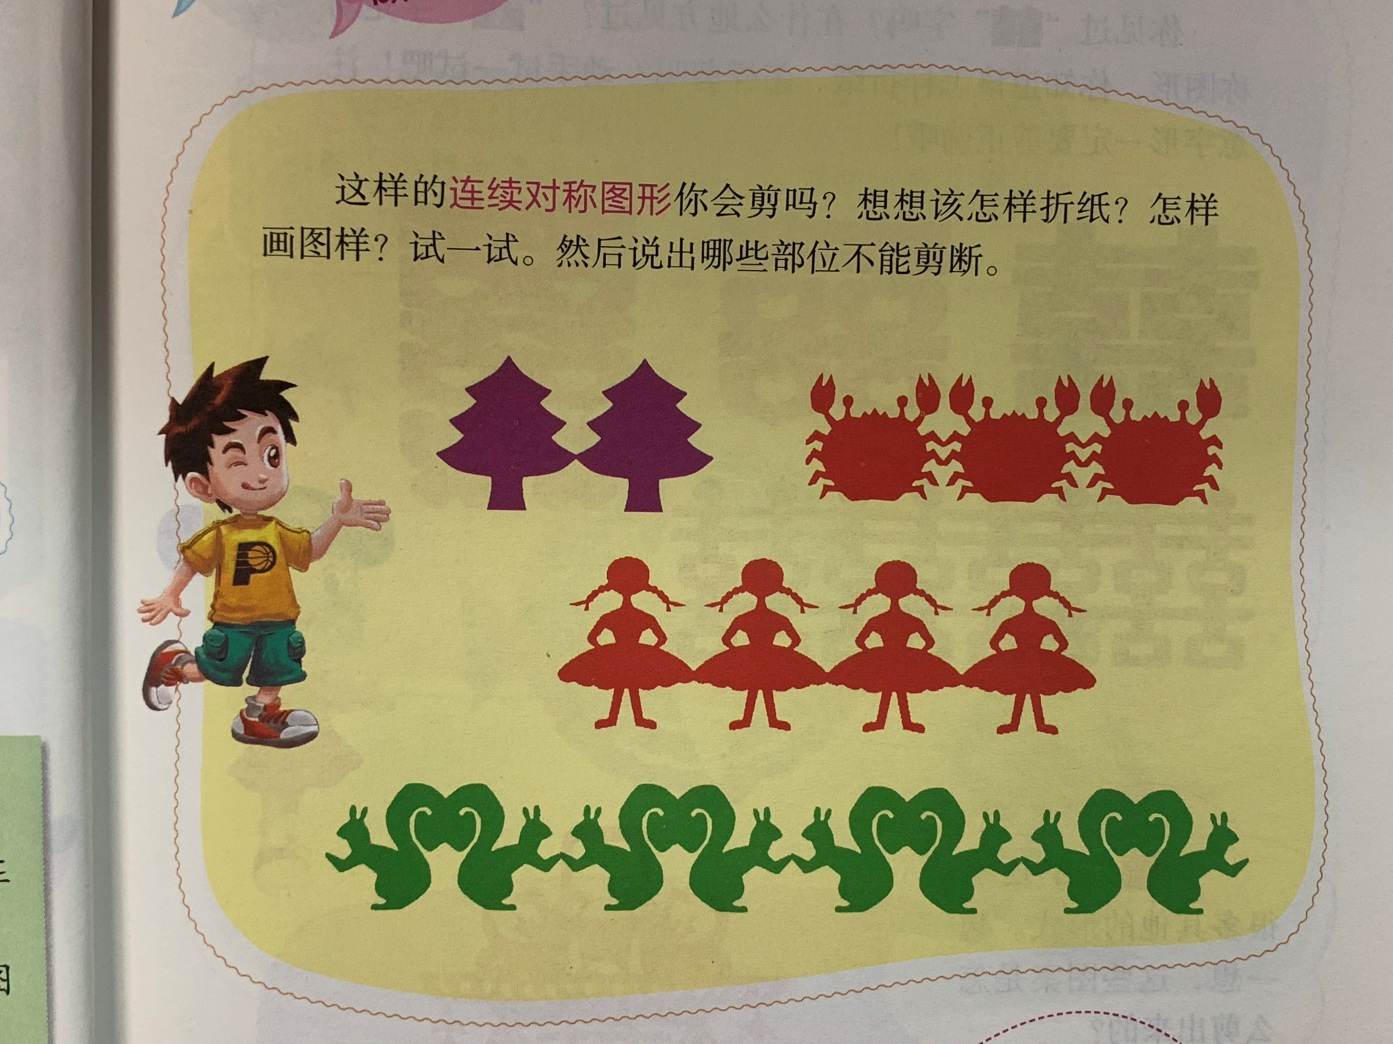 这样的连续对称图形你会剪吗？想想该怎样折纸？怎样
画图样？试一试。然后说出哪些部位不能剪断。
P